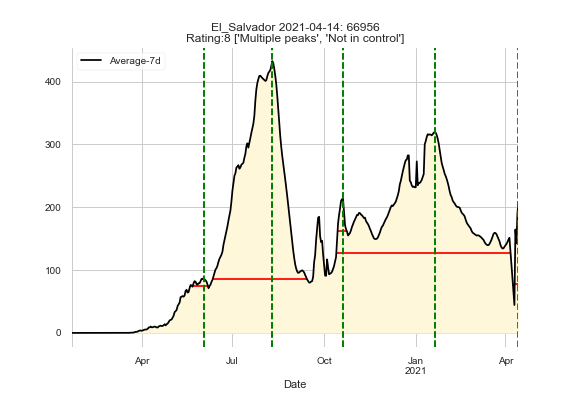 El_Salvador 2021-04-14: 66956
Rating:8 ['Multiple peaks', 'Not in control']
Average-7d
400
300
200
100
0
Apr
Jul
Oct
Jan
2021
Apr
Date